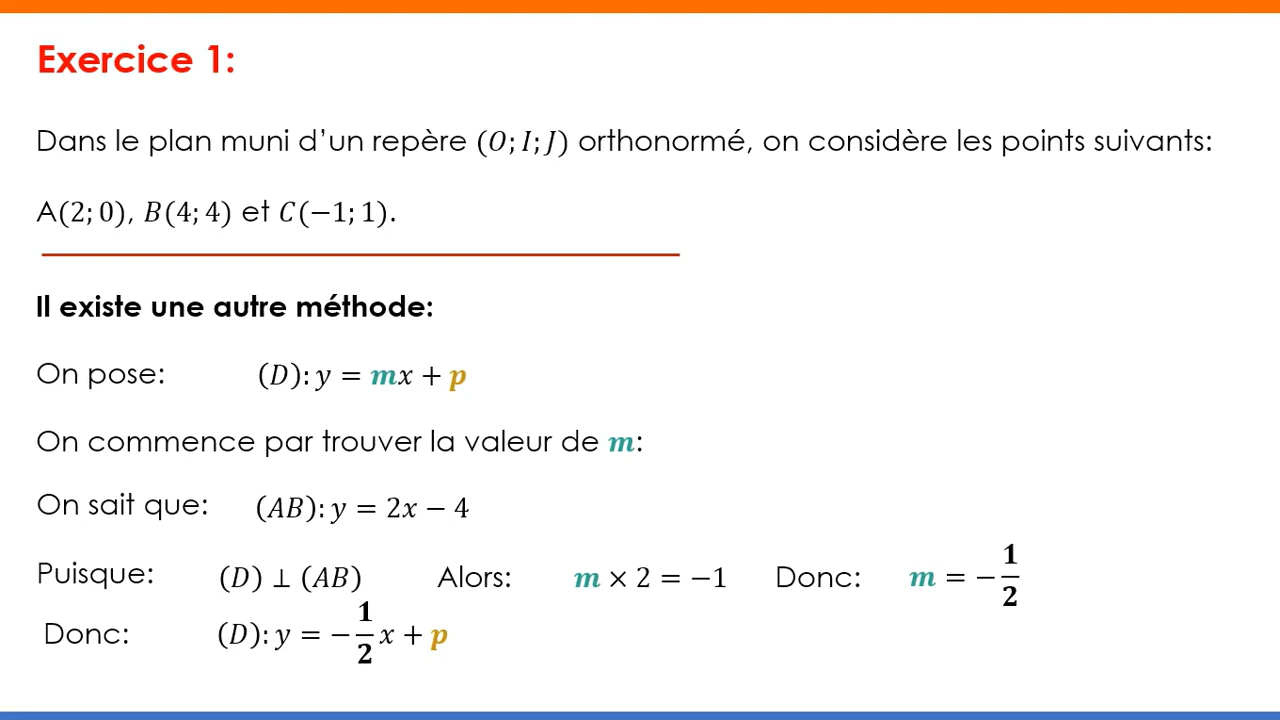 Exercice 1:
Dans le plan muni d’un repère (O; I; J) orthonormé, on considère les points suivants:
A(2; 0), B(4; 4) et C(−1; 1).
Il existe une autre méthode:
On pose: (D): y = mx + p
On commence par trouver la valeur de m:
On sait que: (AB): y = 2x − 4
Puisque: (D) ⊥ (AB) Alors: m × 2 = −1 Donc: m = −1/2
Donc: (D): y = −1/2 x + p